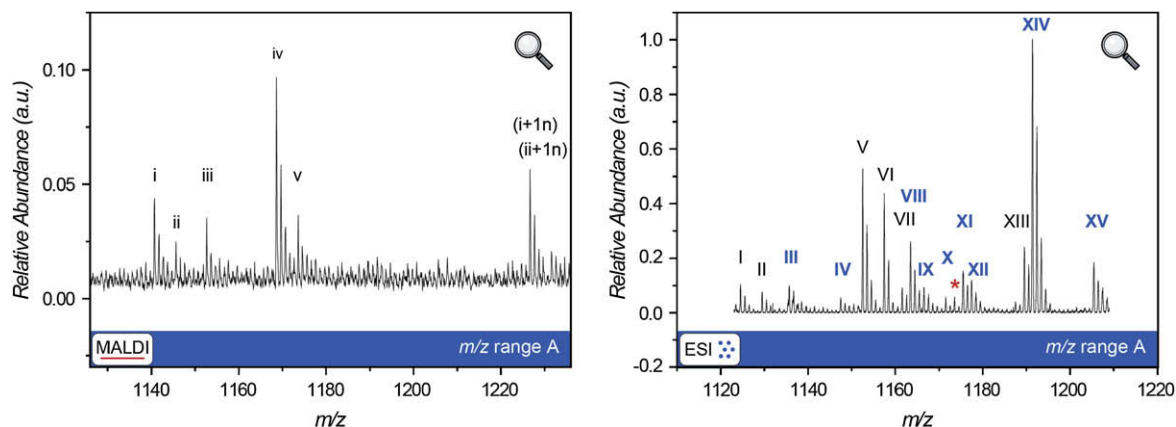 Relative Abundance (a.u.)
0.10
0.05
0.00
i
ii
iii
iv
v
(i+1n)
(ii+1n)
MALDI
m/z range A
1140
1160
1180
1200
1220
m/z
Relative Abundance (a.u.)
1.0
0.8
0.6
0.4
0.2
0.0
-0.2
I
II
III
IV
V
VI
VIII
VII
IX
X
*
XI
XII
XIII
XIV
XV
ESI
m/z range A
1120
1140
1160
1180
1200
1220
m/z